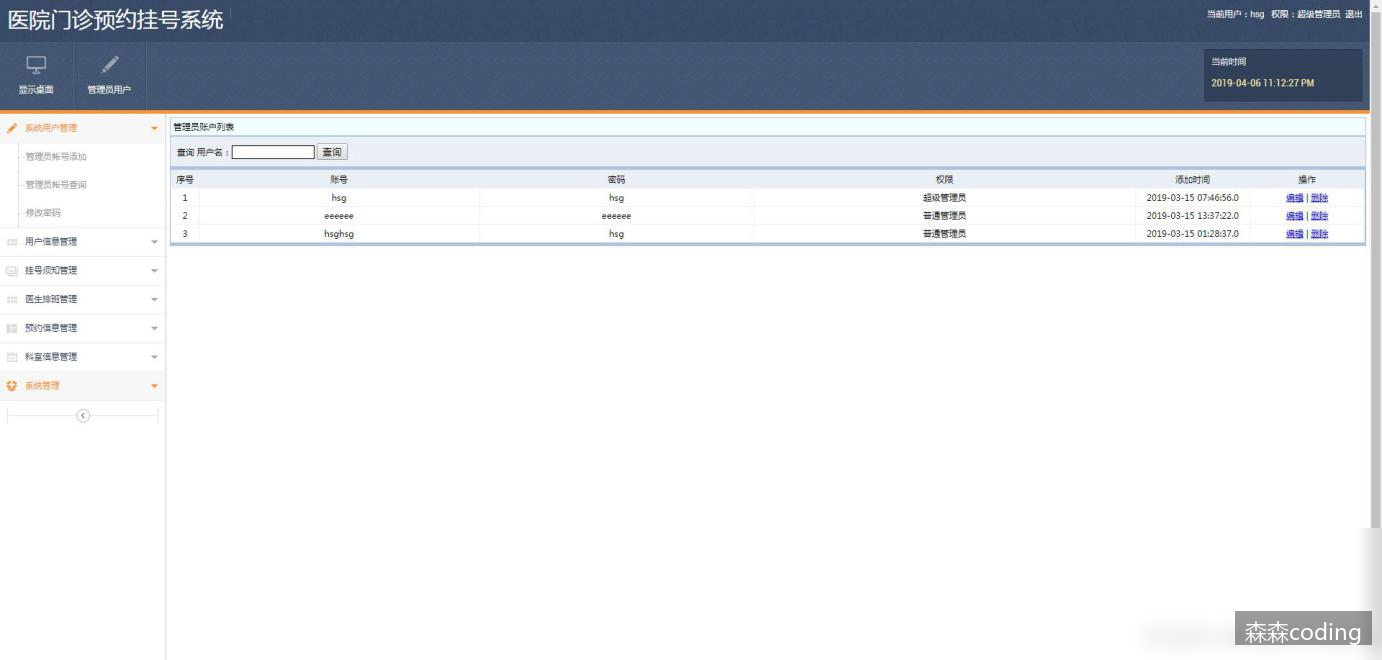 医院门诊预约挂号系统
当前用户：hsg 权限：超级管理员 退出
显示桌面
管理员用户
当前时间
2019-04-06 11:12:27 PM
系统用户管理
管理员帐号添加
管理员帐号查询
修改密码
用户信息管理
挂号须知管理
医生排班管理
预约信息管理
科室信息管理
系统管理
管理员账户列表
查询 用户名： 查询
序号 账号 密码 权限 添加时间 操作
1 hsg hsg 超级管理员 2019-03-15 07:46:56.0 编辑 | 删除
2 eeeeee eeeeee 普通管理员 2019-03-15 13:37:22.0 编辑 | 删除
3 hsghsg hsg 普通管理员 2019-03-15 01:28:37.0 编辑 | 删除
森森coding